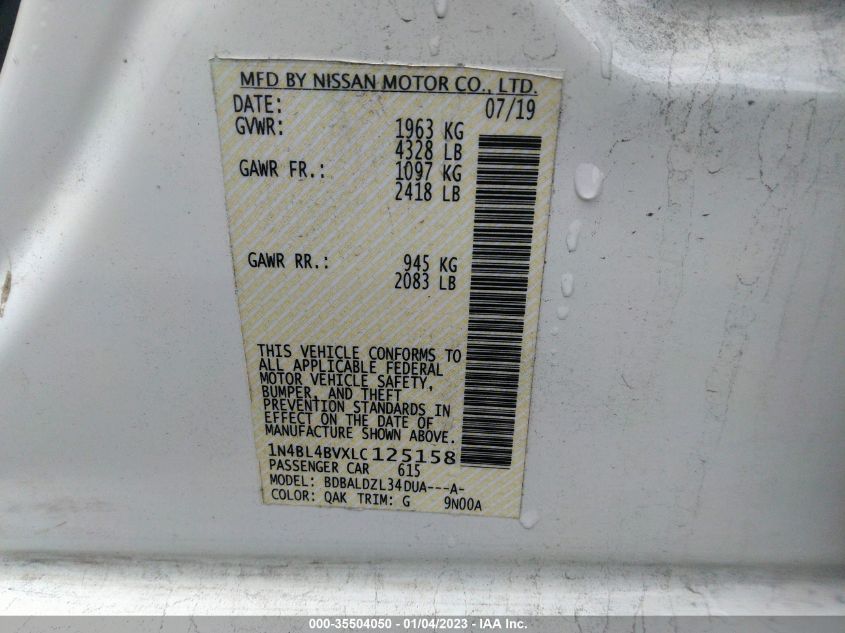 MFD BY NISSAN MOTOR CO., LTD.
DATE: 07/19
GVWR: 1963 KG
4328 LB
GAWR FR.: 1097 KG
2418 LB
GAWR RR.: 945 KG
2083 LB
THIS VEHICLE CONFORMS TO
ALL APPLICABLE FEDERAL
MOTOR VEHICLE SAFETY,
BUMPER, AND THEFT
PREVENTION STANDARDS IN
EFFECT ON THE DATE OF
MANUFACTURE SHOWN ABOVE.
1N4BL4BVXLC125158
PASSENGER CAR 615
MODEL: BDBALDZL34DUA---A-
COLOR: QAK TRIM: G 9N00A
000-35504050 - 01/04/2023 - IAA Inc.